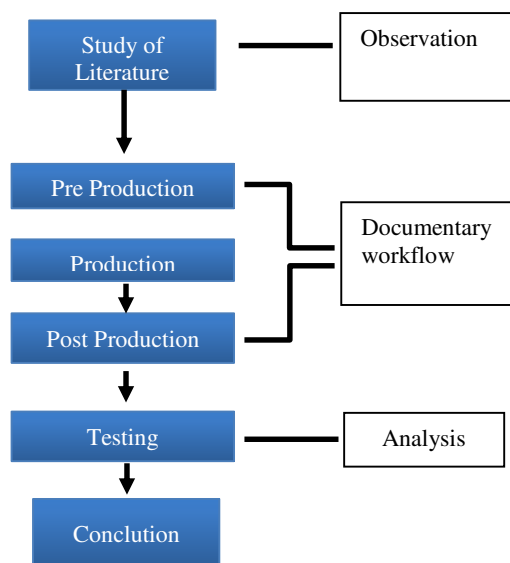 Study of
Literature
Observation
Pre Production
Documentary
workflow
Production
Post Production
Testing
Analysis
Conclution